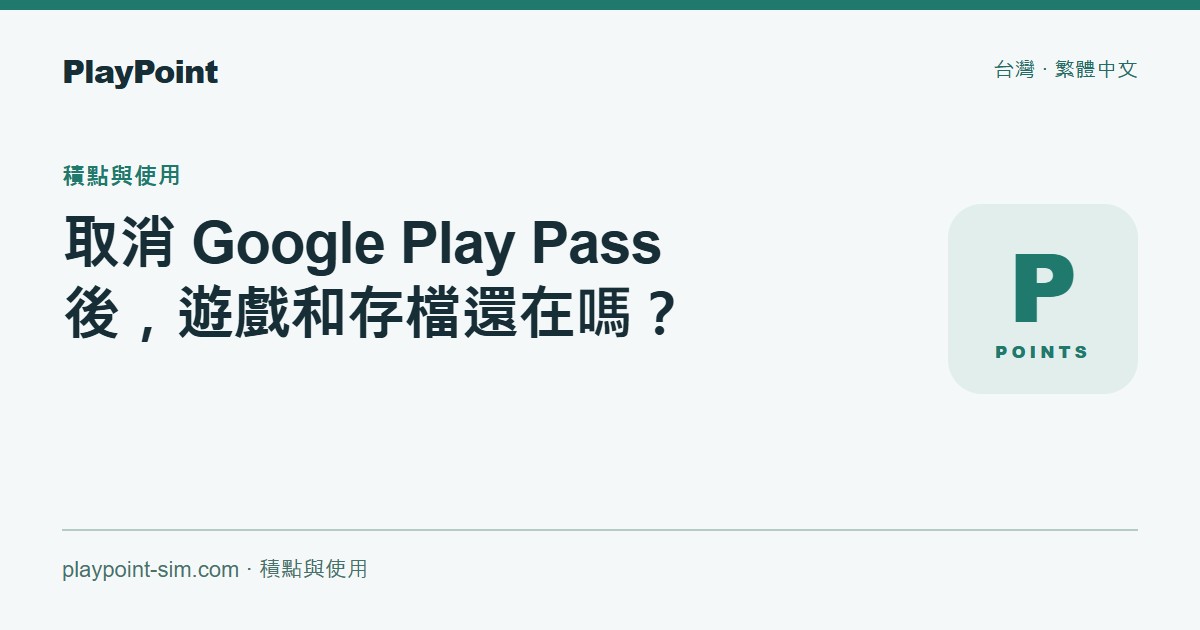 PlayPoint
台灣 · 繁體中文
積點與使用
取消 Google Play Pass
後，遊戲和存檔還在嗎？
P
POINTS
playpoint-sim.com · 積點與使用